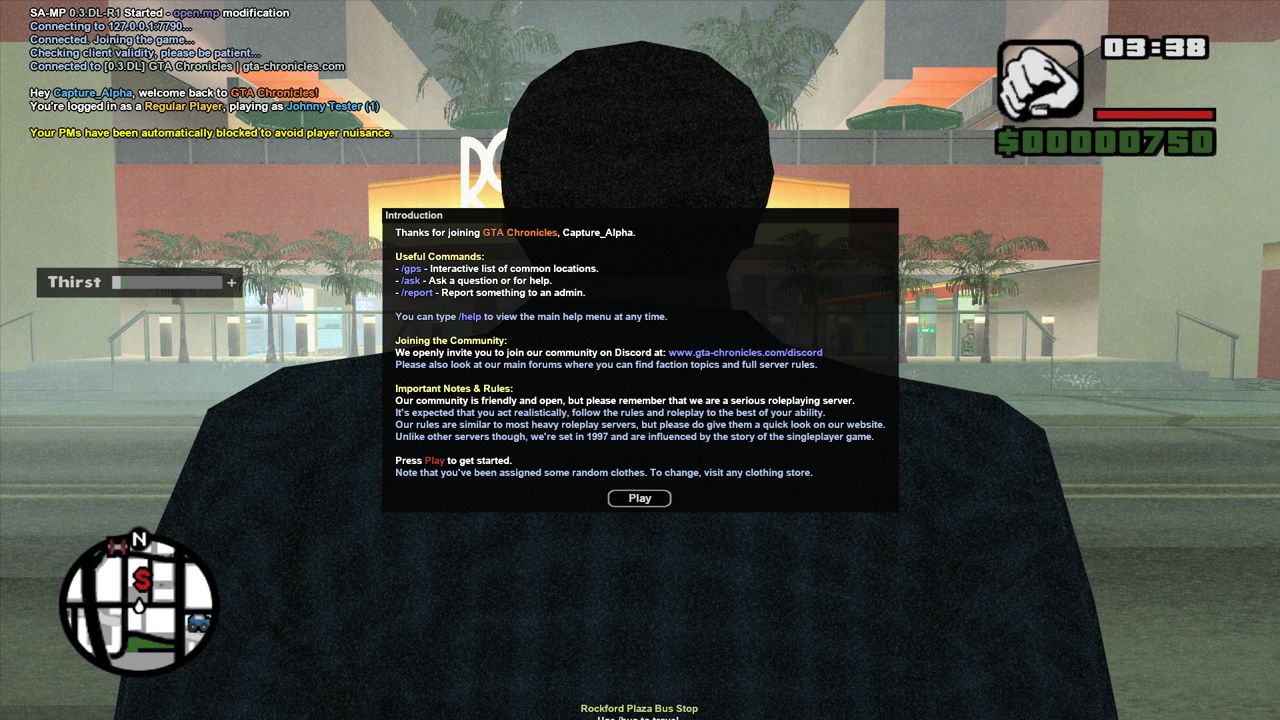 SA-MP 0.3.DL-R1 Started - open.mp modification
Connecting to 127.0.0.1:7790...
Connected. Joining the game...
Checking client validity, please be patient...
Connected to [0.3.DL] GTA Chronicles | gta-chronicles.com
Hey Capture_Alpha, welcome back to GTA Chronicles!
You're logged in as a Regular Player, playing as Johnny Tester (1)
Your PMs have been automatically blocked to avoid player nuisance.
03:38
$00000750
Introduction
Thanks for joining GTA Chronicles, Capture_Alpha.
Useful Commands:
- /gps - Interactive list of common locations.
- /ask - Ask a question or for help.
- /report - Report something to an admin.
You can type /help to view the main help menu at any time.
Joining the Community:
We openly invite you to join our community on Discord at: www.gta-chronicles.com/discord
Please also look at our main forums where you can find faction topics and full server rules.
Important Notes & Rules:
Our community is friendly and open, but please remember that we are a serious roleplaying server.
It's expected that you act realistically, follow the rules and roleplay to the best of your ability.
Our rules are similar to most heavy roleplay servers, but please do give them a quick look on our website.
Unlike other servers though, we're set in 1997 and are influenced by the story of the singleplayer game.
Press Play to get started.
Note that you've been assigned some random clothes. To change, visit any clothing store.
Play
Thirst +
N
S
Rockford Plaza Bus Stop
Use /bus to travel